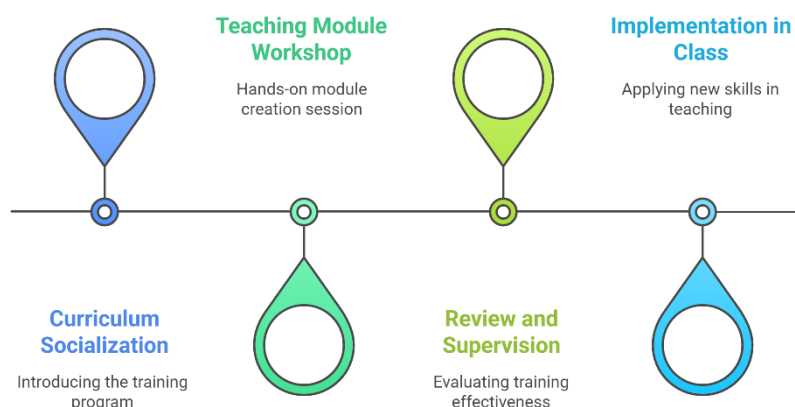 Teaching Module
Workshop
Hands-on module
creation session
Implementation in
Class
Applying new skills in
teaching
Curriculum
Socialization
Introducing the training
program
Review and
Supervision
Evaluating training
effectiveness